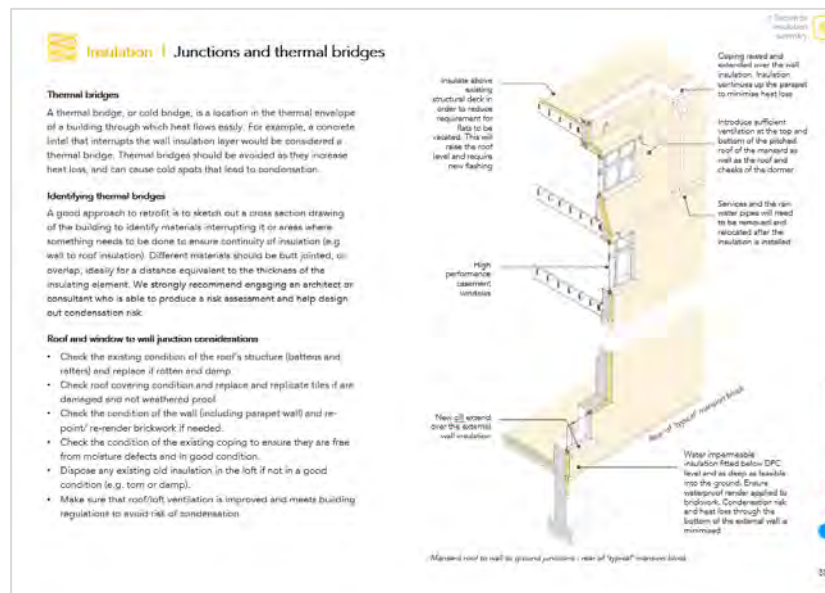 Insulation | Junctions and thermal bridges
Thermal bridges
A thermal bridge, or cold bridge, is a location in the thermal envelope
of a building through which heat flows easily. For example, a concrete
lintel that interrupts the wall insulation layer would be considered a
thermal bridge. Thermal bridges should be avoided as they increase
heat loss, and can cause cold spots that lead to condensation.
Identifying thermal bridges
A good approach to retrofit is to sketch out a cross section drawing
of the building to identify materials interrupting it or areas where
something needs to be done to ensure continuity of insulation (e.g.
wall to roof insulation). Different materials should be butt jointed, or
overlap, ideally for a distance equivalent to the thickness of the
insulating element. We strongly recommend engaging an architect or
consultant who is able to produce a risk assessment and help design
out condensation risk.
Roof and window to wall junction considerations
• Check the existing condition of the roof's structure (battens and
rafters) and replace if rotten and damp.
• Check roof covering condition and replace and replicate tiles if are
damaged and not weathered proof.
• Check the condition of the wall (including parapet wall) and re-
point/ re-render brickwork if needed.
• Check the condition of the existing coping to ensure they are free
from moisture defects and in good condition.
• Dispose any existing old insulation in the loft if not in a good
condition (e.g. torn or damp).
• Make sure that roof/loft ventilation is improved and meets building
regulations to avoid risk of condensation.
insulation
summary
Insulate above
existing
structural deck in
order to reduce
requirement for
flats to be
vacated. This will
raise the roof
level and require
new flashing
High
performance
casement
windows
New sill extend
over the external
wall insulation
Coping raised and
extended over the wall
insulation. Insulation
continues up the parapet
to minimise heat loss
Introduce sufficient
ventilation at the top and
bottom of the pitched
roof of the mansard as
well as the roof and
cheeks of the dormer
Services and the rain
water pipes will need
to be removed and
relocated after the
insulation is installed
Rear of 'typical' mansion block
Water impermeable
insulation fitted below DPC
level and as deep as feasible
into the ground. Ensure
waterproof render applied to
brickwork. Condensation risk
and heat loss through the
bottom of the external wall is
minimised
Mansard roof to wall to ground junctions : rear of 'typical' mansion block